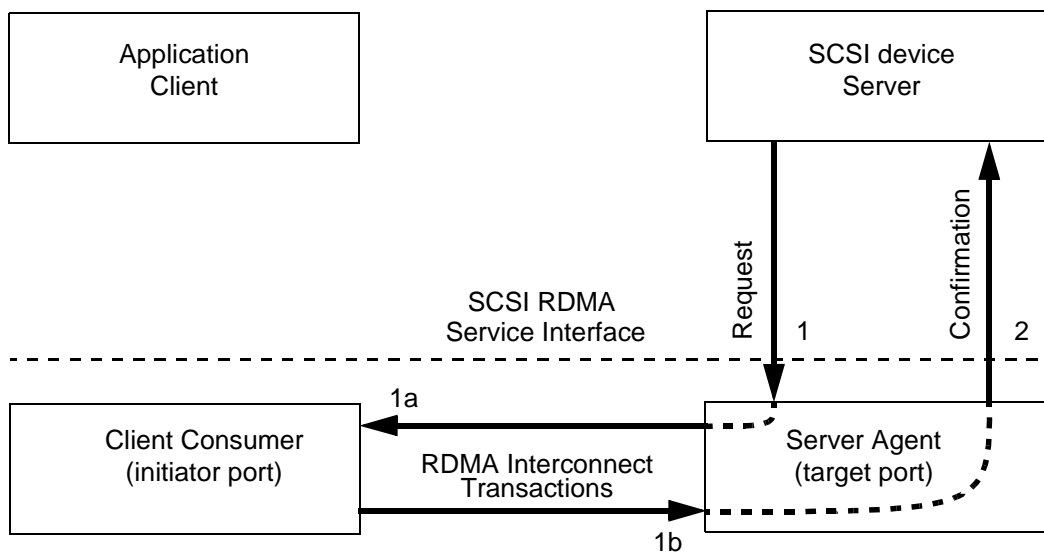 Application
Client
SCSI device
Server
Request
1
Confirmation
2
SCSI RDMA
Service Interface
1a
Client Consumer
(initiator port)
RDMA Interconnect
Transactions
1b
Server Agent
(target port)